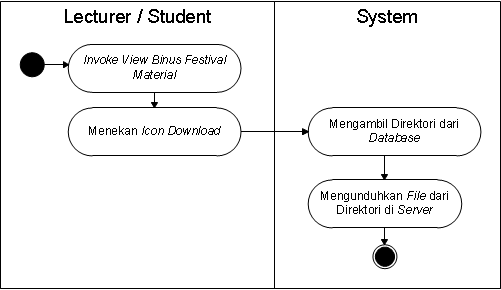 Lecturer / Student
System
Invoke View Binus Festival
Material
Menekan Icon Download
Mengambil Direktori dari
Database
Mengunduhkan File dari
Direktori di Server